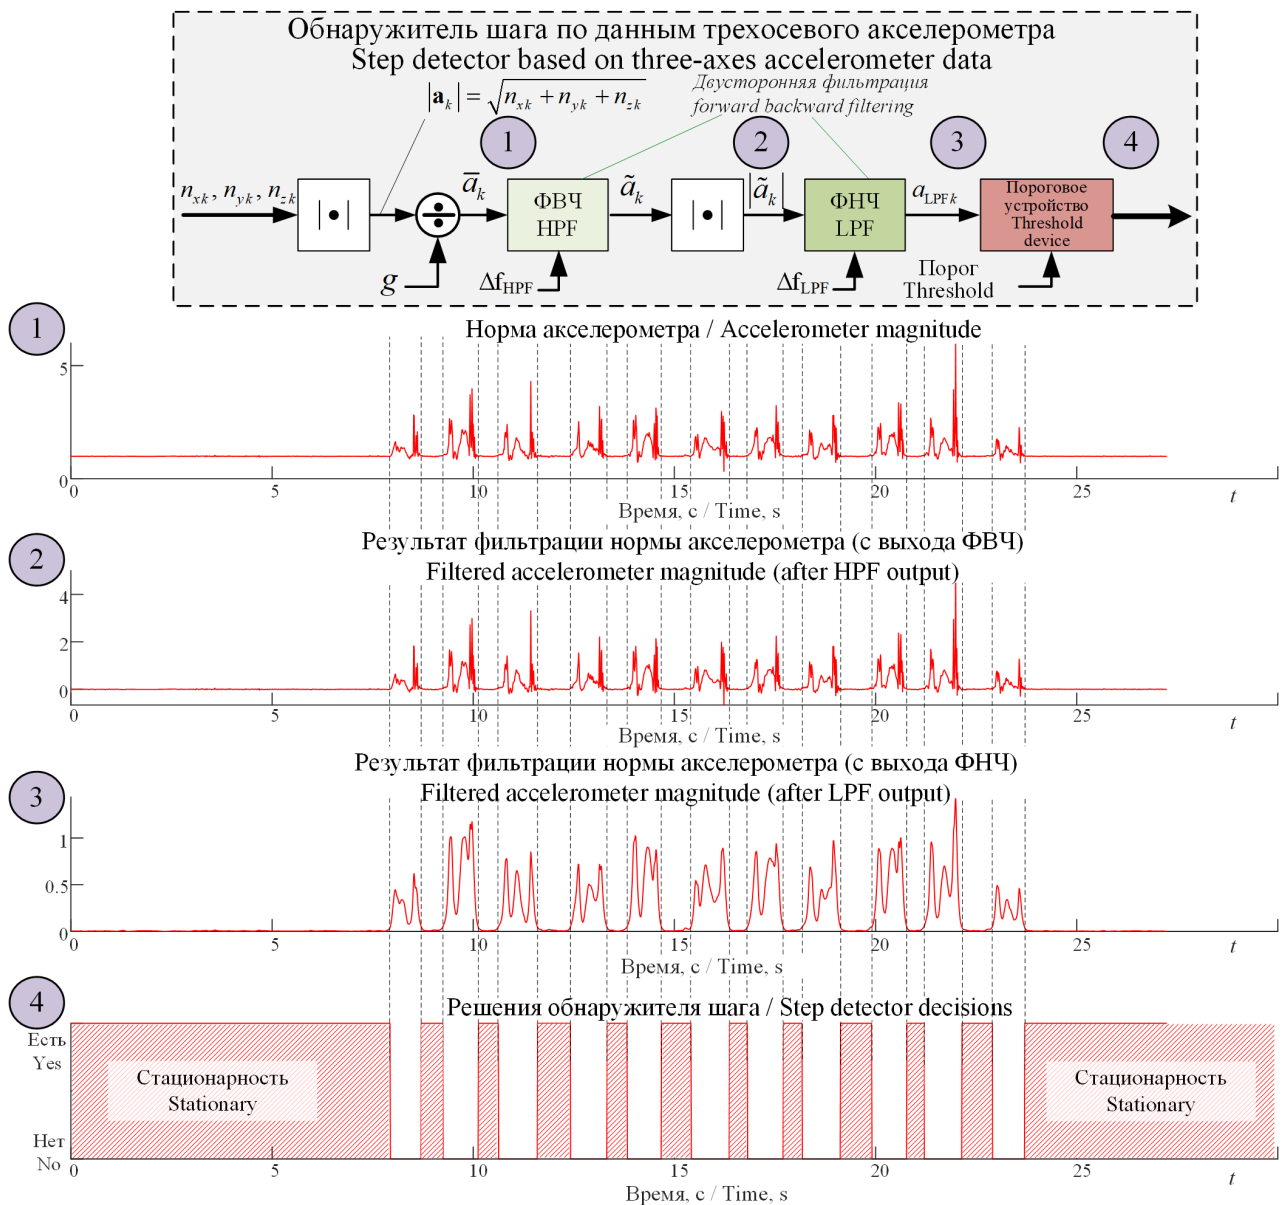 Обнаружитель шага по данным трехосевого акселерометра
Step detector based on three-axes accelerometer data
|a_k| = √(n_xk + n_yk + n_zk)
Двусторонняя фильтрация
forward backward filtering
1
2
3
4
n_xk, n_yk, n_zk
|•|
÷
g
a̅_k
ФВЧ
HPF
Δf_HPF
ã_k
|•|
|ã_k|
ФНЧ
LPF
Δf_LPF
a_LPFk
Пороговое
устройство
Threshold
device
Порог
Threshold
1
Норма акселерометра / Accelerometer magnitude
5
0
0 5 10 15 20 25 t
Время, с / Time, s
2
Результат фильтрации нормы акселерометра (с выхода ФВЧ)
Filtered accelerometer magnitude (after HPF output)
4
2
0
0 5 10 15 20 25 t
Время, с / Time, s
3
Результат фильтрации нормы акселерометра (с выхода ФНЧ)
Filtered accelerometer magnitude (after LPF output)
1
0.5
0
0 5 10 15 20 25 t
Время, с / Time, s
4
Решения обнаружителя шага / Step detector decisions
Есть
Yes
Стационарность
Stationary
Стационарность
Stationary
Нет
No
0 5 10 15 20 25 t
Время, с / Time, s